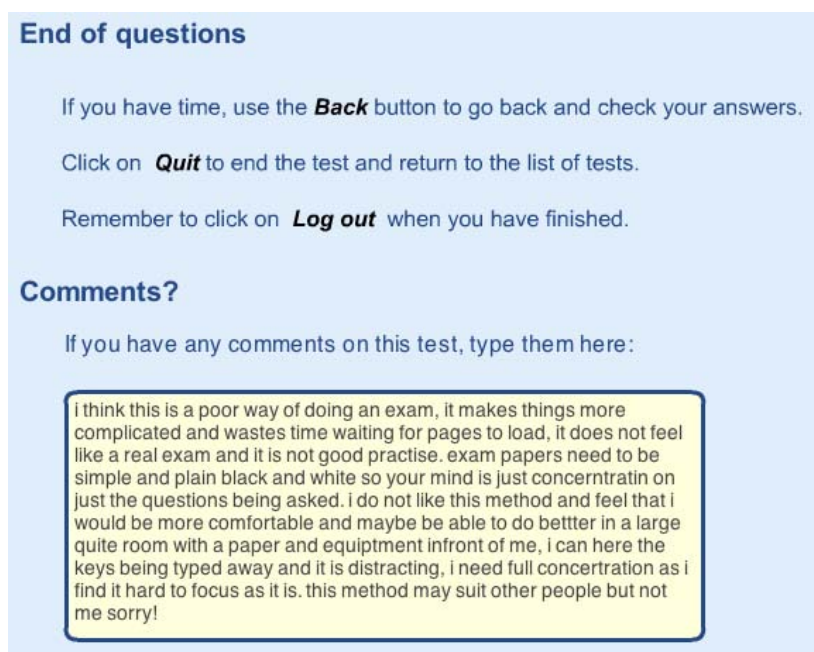 End of questions
If you have time, use the Back button to go back and check your answers.
Click on Quit to end the test and return to the list of tests.
Remember to click on Log out when you have finished.
Comments?
If you have any comments on this test, type them here:
i think this is a poor way of doing an exam, it makes things more
complicated and wastes time waiting for pages to load, it does not feel
like a real exam and it is not good practise. exam papers need to be
simple and plain black and white so your mind is just concerntratin on
just the questions being asked. i do not like this method and feel that i
would be more comfortable and maybe be able to do bettter in a large
quite room with a paper and equiptment infront of me, i can here the
keys being typed away and it is distracting, i need full concertration as i
find it hard to focus as it is. this method may suit other people but not
me sorry!